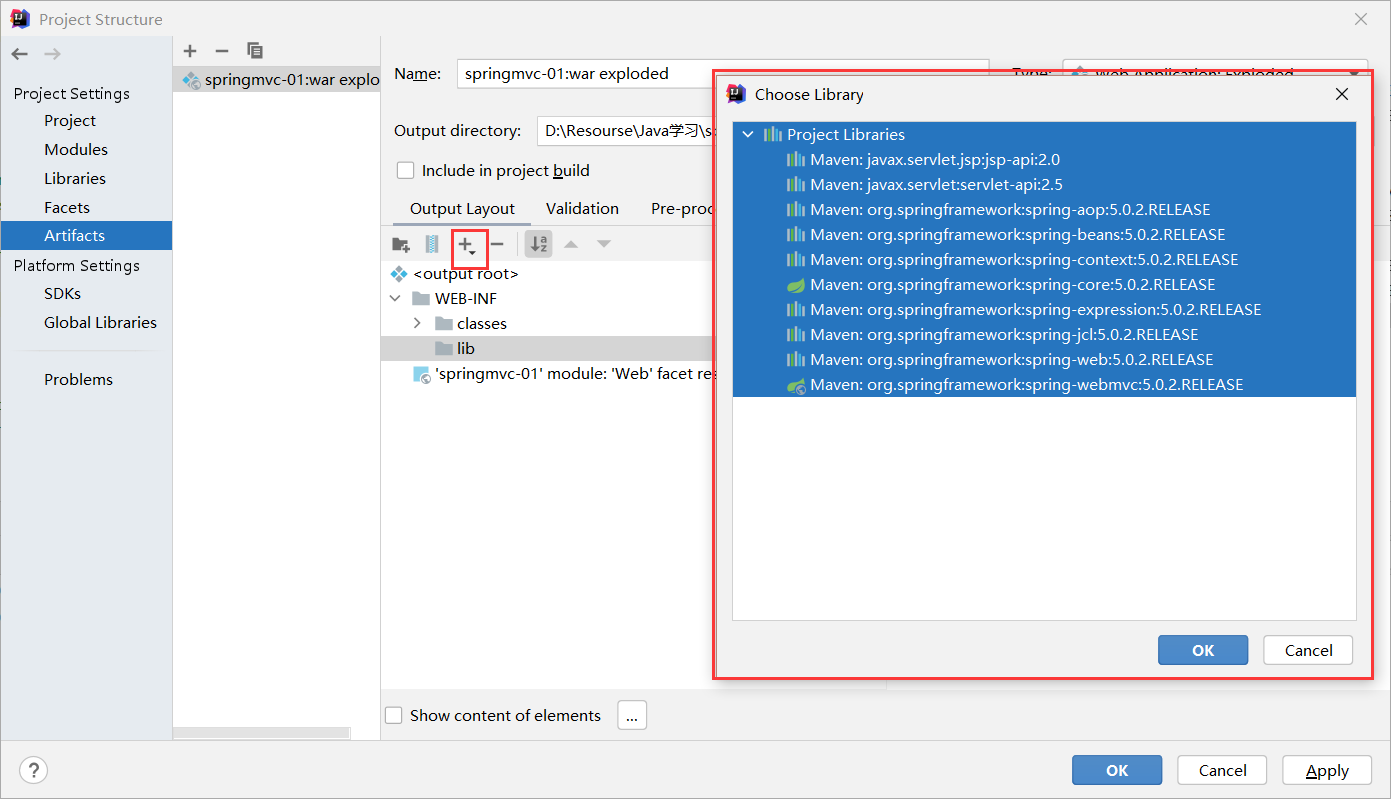 Project Structure
Project Settings
Project
Modules
Libraries
Facets
Artifacts
Platform Settings
SDKs
Global Libraries
Problems
springmvc-01:war explo
Name: springmvc-01:war exploded
Type: Web Application: Exploded
Output directory: D:\Resourse\Java学习\s
Include in project build
Output Layout Validation Pre-proc
<output root>
WEB-INF
classes
lib
'springmvc-01' module: 'Web' facet res
Show content of elements ...
Choose Library
Project Libraries
Maven: javax.servlet.jsp:jsp-api:2.0
Maven: javax.servlet:servlet-api:2.5
Maven: org.springframework:spring-aop:5.0.2.RELEASE
Maven: org.springframework:spring-beans:5.0.2.RELEASE
Maven: org.springframework:spring-context:5.0.2.RELEASE
Maven: org.springframework:spring-core:5.0.2.RELEASE
Maven: org.springframework:spring-expression:5.0.2.RELEASE
Maven: org.springframework:spring-jcl:5.0.2.RELEASE
Maven: org.springframework:spring-web:5.0.2.RELEASE
Maven: org.springframework:spring-webmvc:5.0.2.RELEASE
OK Cancel
? OK Cancel Apply